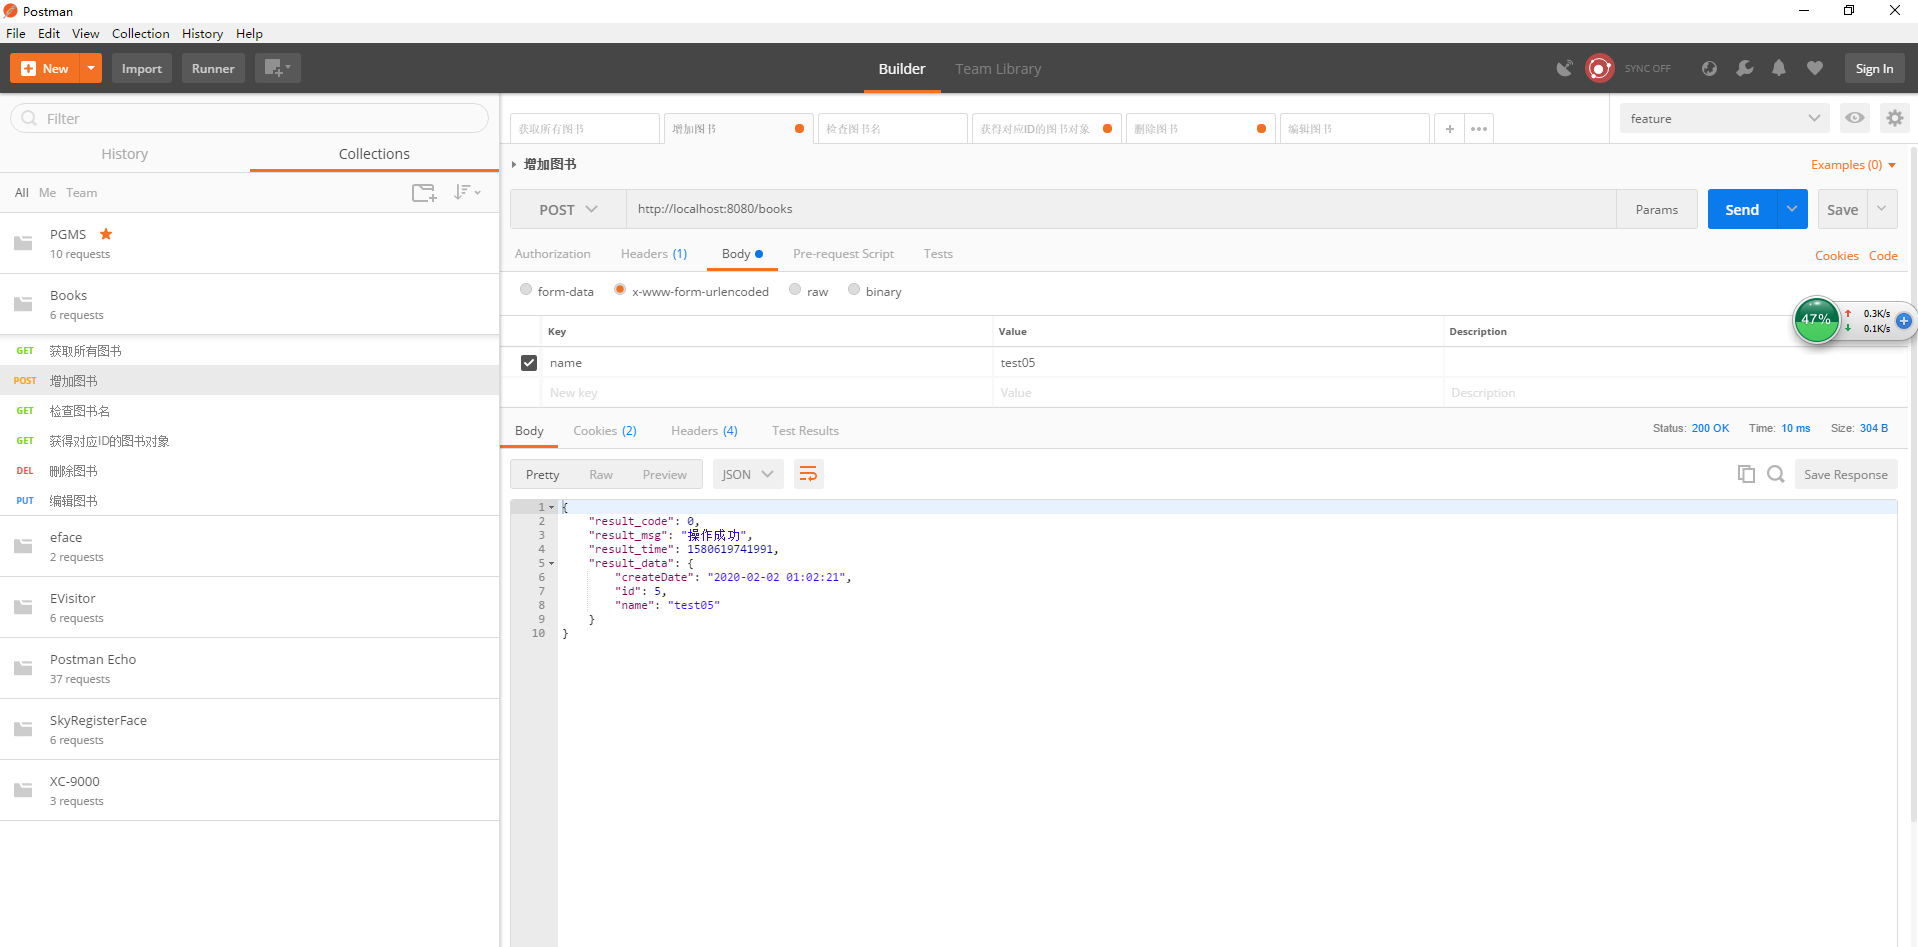 Postman
File Edit View Collection History Help
New Import Runner Builder Team Library SYNC OFF Sign In
Filter
History Collections
All Me Team
PGMS
10 requests
Books
6 requests
GET 获取所有图书
POST 增加图书
GET 检查图书名
GET 获得对应ID的图书对象
DEL 删除图书
PUT 编辑图书
eface
2 requests
EVisitor
6 requests
Postman Echo
37 requests
SkyRegisterFace
6 requests
XC-9000
3 requests
获取所有图书 增加图书 检查图书名 获得对应ID的图书对象 删除图书 编辑图书 + ••• feature
增加图书 Examples (0)
POST http://localhost:8080/books Params Send Save
Authorization Headers (1) Body Pre-request Script Tests Cookies Code
form-data x-www-form-urlencoded raw binary
47% 0.3K/s
0.1K/s
Key Value Description
name test05
New key Value Description
Body Cookies (2) Headers (4) Test Results Status: 200 OK Time: 10 ms Size: 304 B
Pretty Raw Preview JSON Save Response
1 {
2 "result_code": 0,
3 "result_msg": "操作成功",
4 "result_time": 1580619741991,
5 "result_data": {
6 "createDate": "2020-02-02 01:02:21",
7 "id": 5,
8 "name": "test05"
9 }
10 }